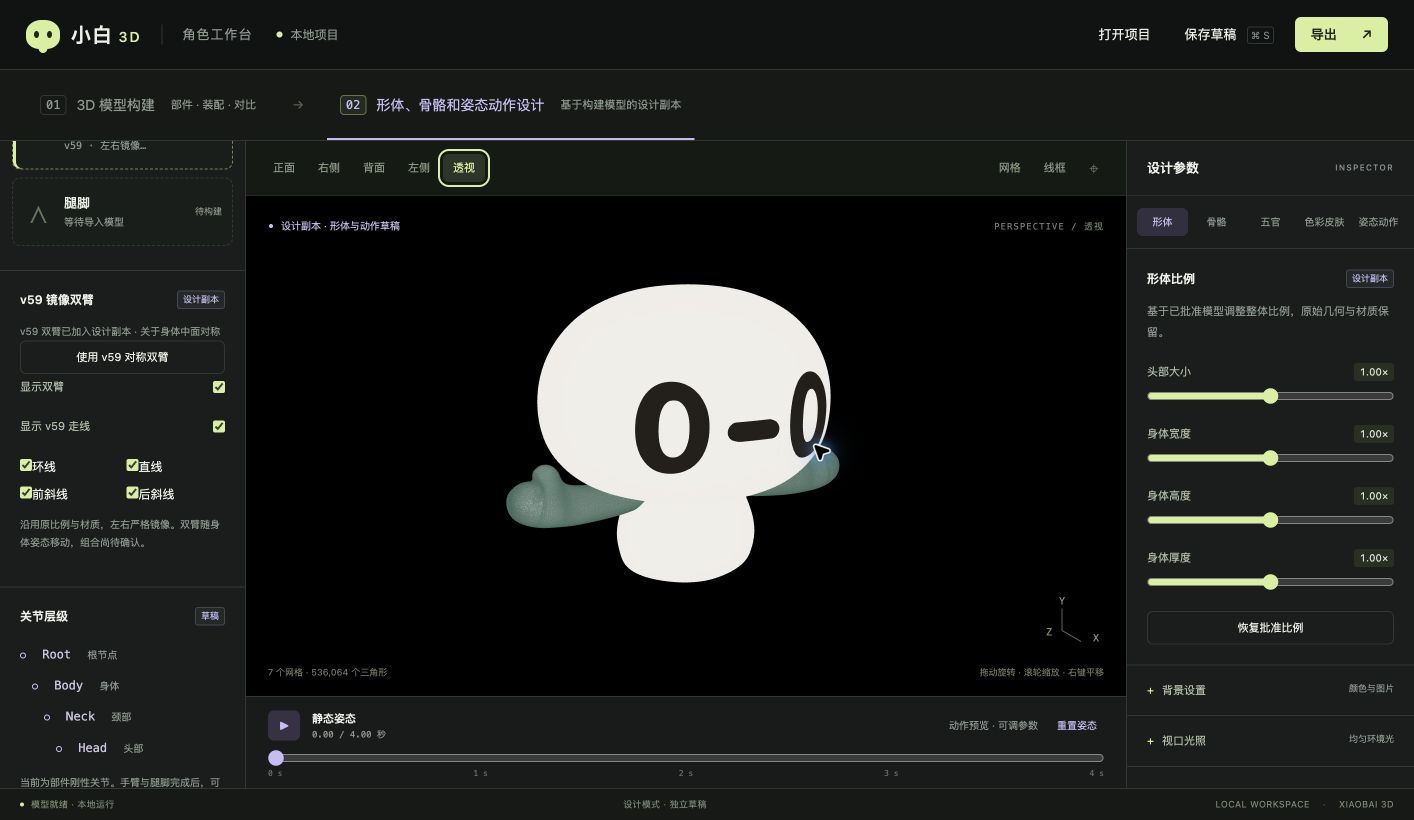 小白 3D
角色工作台
本地项目
打开项目
保存草稿
⌘ S
导出 ↗
01
3D 模型构建
部件 · 装配 · 对比
→
02
形体、骨骼和姿态动作设计
基于构建模型的设计副本
v59 · 左右镜像…
腿脚
等待导入模型
待构建
v59 镜像双臂
设计副本
v59 双臂已加入设计副本 · 关于身体中面对称
使用 v59 对称双臂
显示双臂
显示 v59 走线
环线
直线
前斜线
后斜线
沿用原比例与材质，左右严格镜像。双臂随身
体姿态移动，组合尚待确认。
关节层级
草稿
Root 根节点
Body 身体
Neck 颈部
Head 头部
当前为部件刚性关节。手臂与腿脚完成后，可
正面
右侧
背面
左侧
透视
网格
线框
设计副本 · 形体与动作草稿
PERSPECTIVE / 透视
Y
Z
X
7 个网格 · 536,064 个三角形
拖动旋转 · 滚轮缩放 · 右键平移
静态姿态
0.00 / 4.00 秒
动作预览 · 可调参数
重置姿态
0 s
1 s
2 s
3 s
4 s
设计参数
INSPECTOR
形体
骨骼
五官
色彩皮肤
姿态动作
形体比例
设计副本
基于已批准模型调整整体比例，原始几何与材质保
留。
头部大小
1.00×
身体宽度
1.00×
身体高度
1.00×
身体厚度
1.00×
恢复批准比例
+ 背景设置
颜色与图片
+ 视口光照
均匀环境光
模型就绪 · 本地运行
设计模式 · 独立草稿
LOCAL WORKSPACE · XIAOBAI 3D